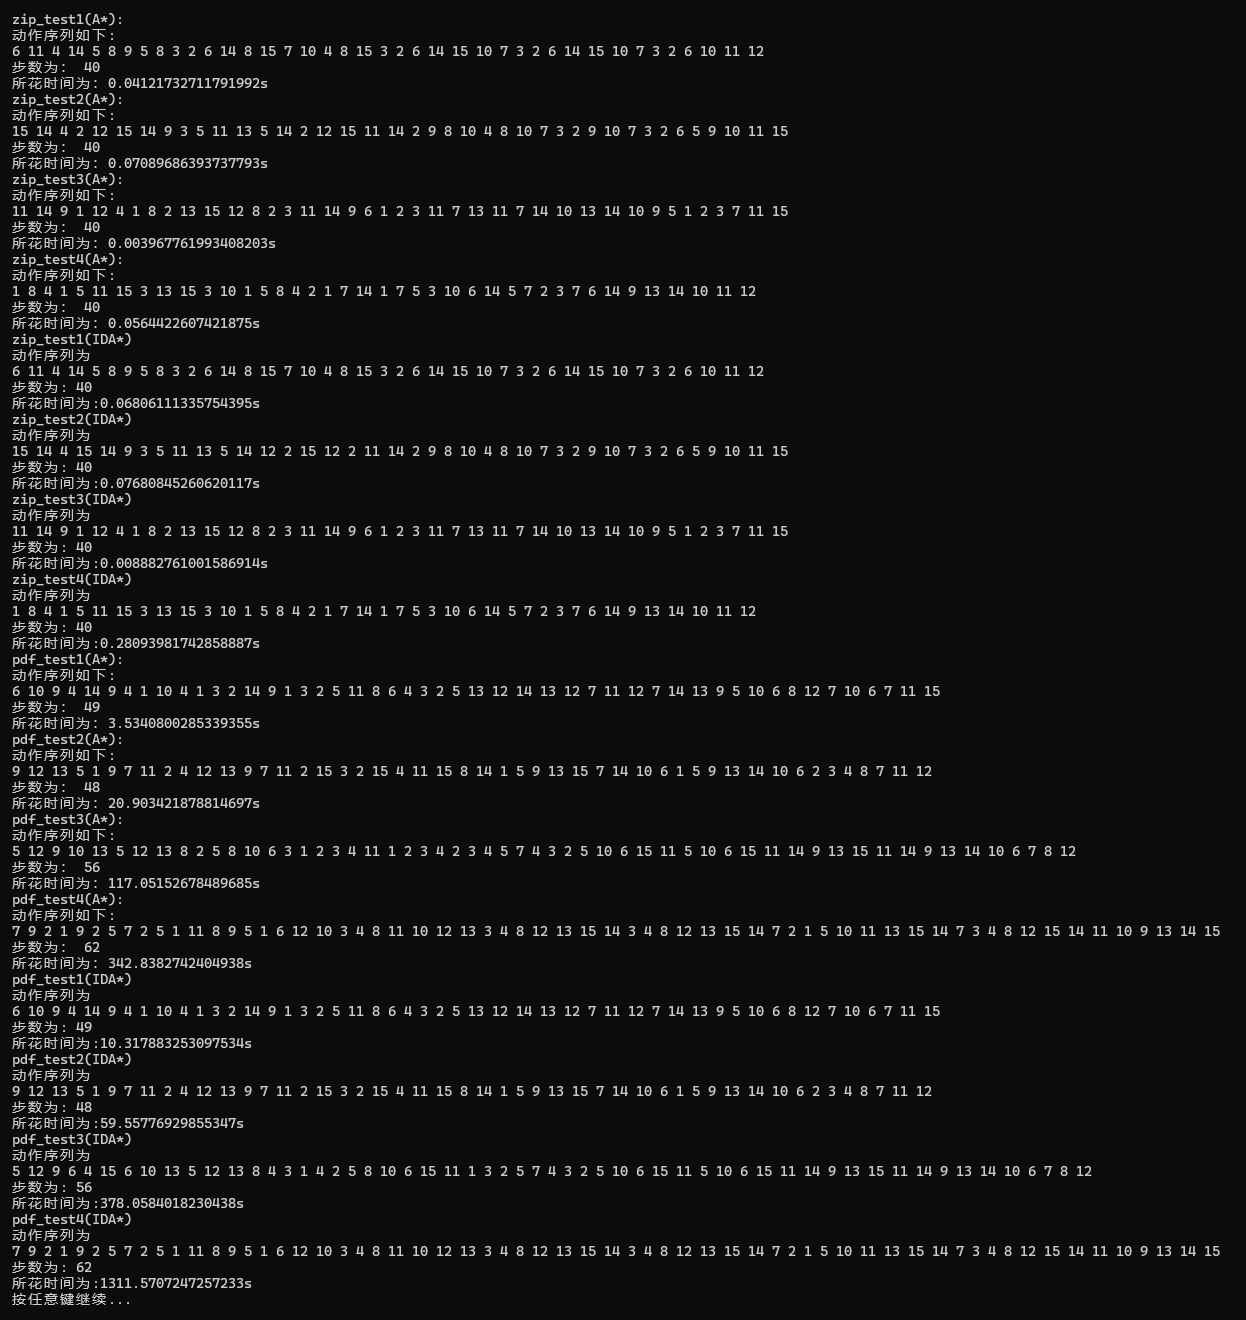 zip_test1(A*):
动作序列如下:
6 11 4 14 5 8 9 5 8 3 2 6 14 8 15 7 10 4 8 15 3 2 6 14 15 10 7 3 2 6 14 15 10 7 3 2 6 10 11 12
步数为:  40
所花时间为: 0.04121732711791992s
zip_test2(A*):
动作序列如下:
15 14 4 2 12 15 14 9 3 5 11 13 5 14 2 12 15 11 14 2 9 8 10 4 8 10 7 3 2 9 10 7 3 2 6 5 9 10 11 15
步数为:  40
所花时间为: 0.07089686393737793s
zip_test3(A*):
动作序列如下:
11 14 9 1 12 4 1 8 2 13 15 12 8 2 3 11 14 9 6 1 2 3 11 7 13 11 7 14 10 13 14 10 9 5 1 2 3 7 11 15
步数为:  40
所花时间为: 0.003967761993408203s
zip_test4(A*):
动作序列如下:
1 8 4 1 5 11 15 3 13 15 3 10 1 5 8 4 2 1 7 14 1 7 5 3 10 6 14 5 7 2 3 7 6 14 9 13 14 10 11 12
步数为:  40
所花时间为: 0.0564422607421875s
zip_test1(IDA*)
动作序列为
6 11 4 14 5 8 9 5 8 3 2 6 14 8 15 7 10 4 8 15 3 2 6 14 15 10 7 3 2 6 14 15 10 7 3 2 6 10 11 12
步数为: 40
所花时间为:0.06806111335754395s
zip_test2(IDA*)
动作序列为
15 14 4 15 14 9 3 5 11 13 5 14 12 2 15 12 2 11 14 2 9 8 10 4 8 10 7 3 2 9 10 7 3 2 6 5 9 10 11 15
步数为: 40
所花时间为:0.07680845260620117s
zip_test3(IDA*)
动作序列为
11 14 9 1 12 4 1 8 2 13 15 12 8 2 3 11 14 9 6 1 2 3 11 7 13 11 7 14 10 13 14 10 9 5 1 2 3 7 11 15
步数为: 40
所花时间为:0.008882761001586914s
zip_test4(IDA*)
动作序列为
1 8 4 1 5 11 15 3 13 15 3 10 1 5 8 4 2 1 7 14 1 7 5 3 10 6 14 5 7 2 3 7 6 14 9 13 14 10 11 12
步数为: 40
所花时间为:0.28093981742858887s
pdf_test1(A*):
动作序列如下:
6 10 9 4 14 9 4 1 10 4 1 3 2 14 9 1 3 2 5 11 8 6 4 3 2 5 13 12 14 13 12 7 11 12 7 14 13 9 5 10 6 8 12 7 10 6 7 11 15
步数为:  49
所花时间为: 3.5340800285339355s
pdf_test2(A*):
动作序列如下:
9 12 13 5 1 9 7 11 2 4 12 13 9 7 11 2 15 3 2 15 4 11 15 8 14 1 5 9 13 15 7 14 10 6 1 5 9 13 14 10 6 2 3 4 8 7 11 12
步数为:  48
所花时间为: 20.903421878814697s
pdf_test3(A*):
动作序列如下:
5 12 9 10 13 5 12 13 8 2 5 8 10 6 3 1 2 3 4 11 1 2 3 4 2 3 4 5 7 4 3 2 5 10 6 15 11 5 10 6 15 11 14 9 13 15 11 14 9 13 14 10 6 7 8 12
步数为:  56
所花时间为: 117.05152678489685s
pdf_test4(A*):
动作序列如下:
7 9 2 1 9 2 5 7 2 5 1 11 8 9 5 1 6 12 10 3 4 8 11 10 12 13 3 4 8 12 13 15 14 3 4 8 12 13 15 14 7 2 1 5 10 11 13 15 14 7 3 4 8 12 15 14 11 10 9 13 14 15
步数为:  62
所花时间为: 342.8382742404938s
pdf_test1(IDA*)
动作序列为
6 10 9 4 14 9 4 1 10 4 1 3 2 14 9 1 3 2 5 11 8 6 4 3 2 5 13 12 14 13 12 7 11 12 7 14 13 9 5 10 6 8 12 7 10 6 7 11 15
步数为: 49
所花时间为:10.317883253097534s
pdf_test2(IDA*)
动作序列为
9 12 13 5 1 9 7 11 2 4 12 13 9 7 11 2 15 3 2 15 4 11 15 8 14 1 5 9 13 15 7 14 10 6 1 5 9 13 14 10 6 2 3 4 8 7 11 12
步数为: 48
所花时间为:59.55776929855347s
pdf_test3(IDA*)
动作序列为
5 12 9 6 4 15 6 10 13 5 12 13 8 4 3 1 4 2 5 8 10 6 15 11 1 3 2 5 7 4 3 2 5 10 6 15 11 5 10 6 15 11 14 9 13 15 11 14 9 13 14 10 6 7 8 12
步数为: 56
所花时间为:378.0584018230438s
pdf_test4(IDA*)
动作序列为
7 9 2 1 9 2 5 7 2 5 1 11 8 9 5 1 6 12 10 3 4 8 11 10 12 13 3 4 8 12 13 15 14 3 4 8 12 13 15 14 7 2 1 5 10 11 13 15 14 7 3 4 8 12 15 14 11 10 9 13 14 15
步数为: 62
所花时间为:1311.5707247257233s
按任意键继续...